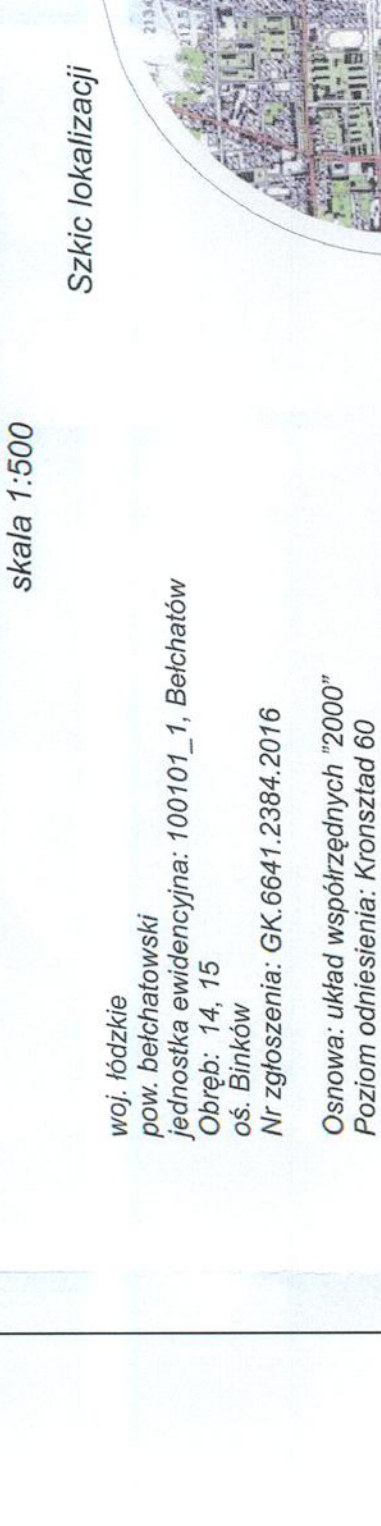 skala 1:500
Szkic lokalizacji
woj. łódzkie
pow. bełchatowski
jednostka ewidencyjna: 100101_1, Bełchatów
Obręb: 14, 15
oś. Binków
Nr zgłoszenia: GK.6641.2384.2016
Osnowa: układ współrzędnych "2000"
Poziom odniesienia: Kronsztad 60